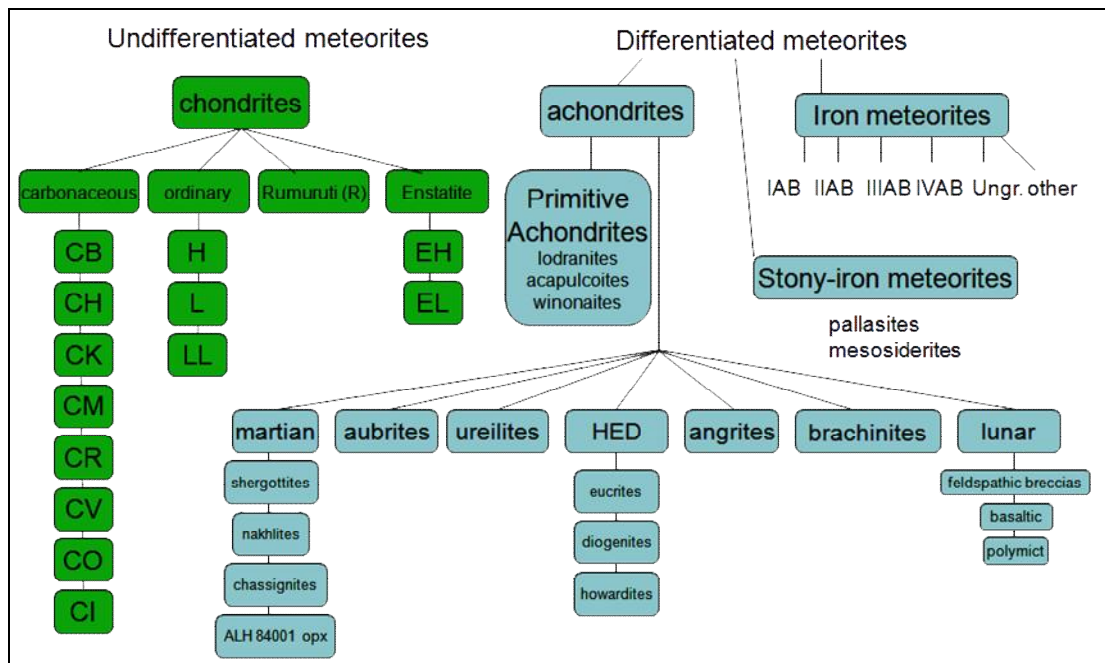 Undifferentiated meteorites
chondrites
carbonaceous
CB
CH
CK
CM
CR
CV
CO
CI
ordinary
H
L
LL
Rumuruti (R)
Enstatite
EH
EL
Differentiated meteorites
achondrites
Primitive
Achondrites
lodranites
acapulcoites
winonaites
Iron meteorites
IAB IIAB IIIAB IVAB Ungr. other
Stony-iron meteorites
pallasites
mesosiderites
martian
shergottites
nakhlites
chassignites
ALH 84001 opx
aubrites
ureilites
HED
eucrites
diogenites
howardites
angrites
brachinites
lunar
feldspathic breccias
basaltic
polymict